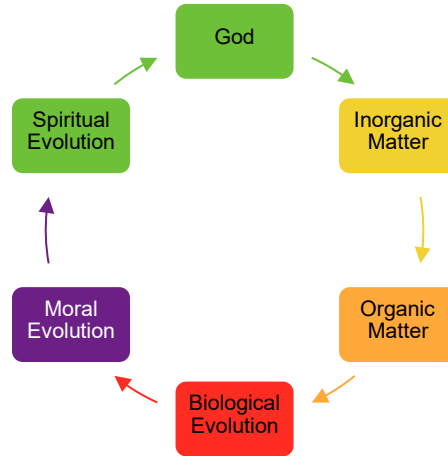 God
Inorganic
Matter
Organic
Matter
Biological
Evolution
Moral
Evolution
Spiritual
Evolution